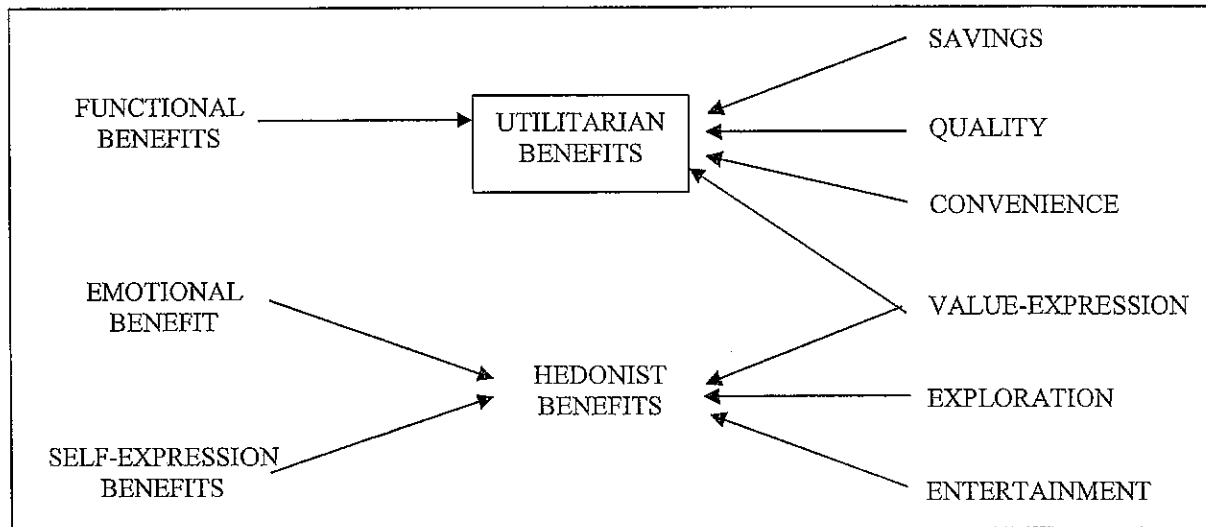 FUNCTIONAL
BENEFITS
UTILITARIAN
BENEFITS
SAVINGS
QUALITY
CONVENIENCE
EMOTIONAL
BENEFIT
SELF-EXPRESSION
BENEFITS
HEDONIST
BENEFITS
VALUE-EXPRESSION
EXPLORATION
ENTERTAINMENT